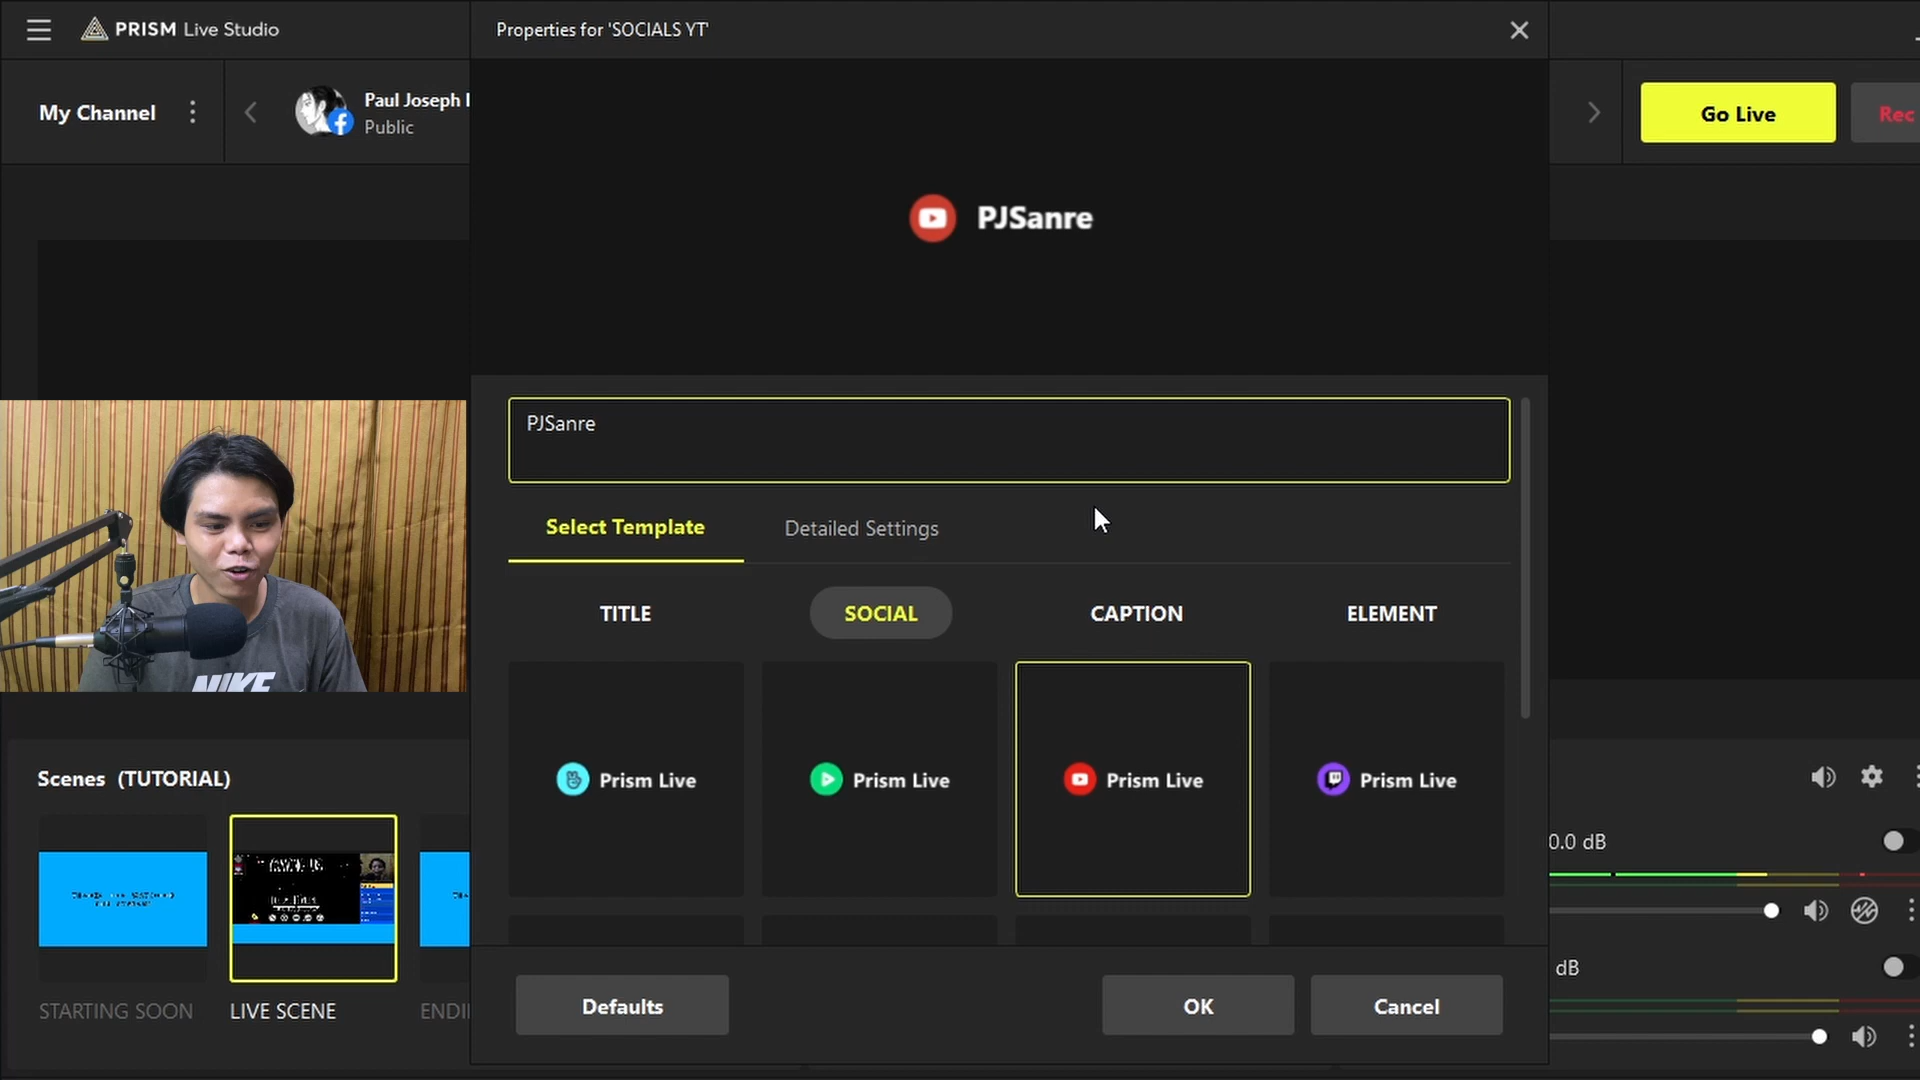 PRISM Live Studio
Properties for 'SOCIALS YT'
My Channel
Paul Joseph
Public
Go Live
Rec
PJSanre
PJSanre
Select Template
Detailed Settings
TITLE
SOCIAL
CAPTION
ELEMENT
Prism Live
Prism Live
Prism Live
Prism Live
NIKE
Scenes (TUTORIAL)
0.0 dB
dB
AMONG US
STARTING SOON
LIVE SCENE
Defaults
OK
Cancel